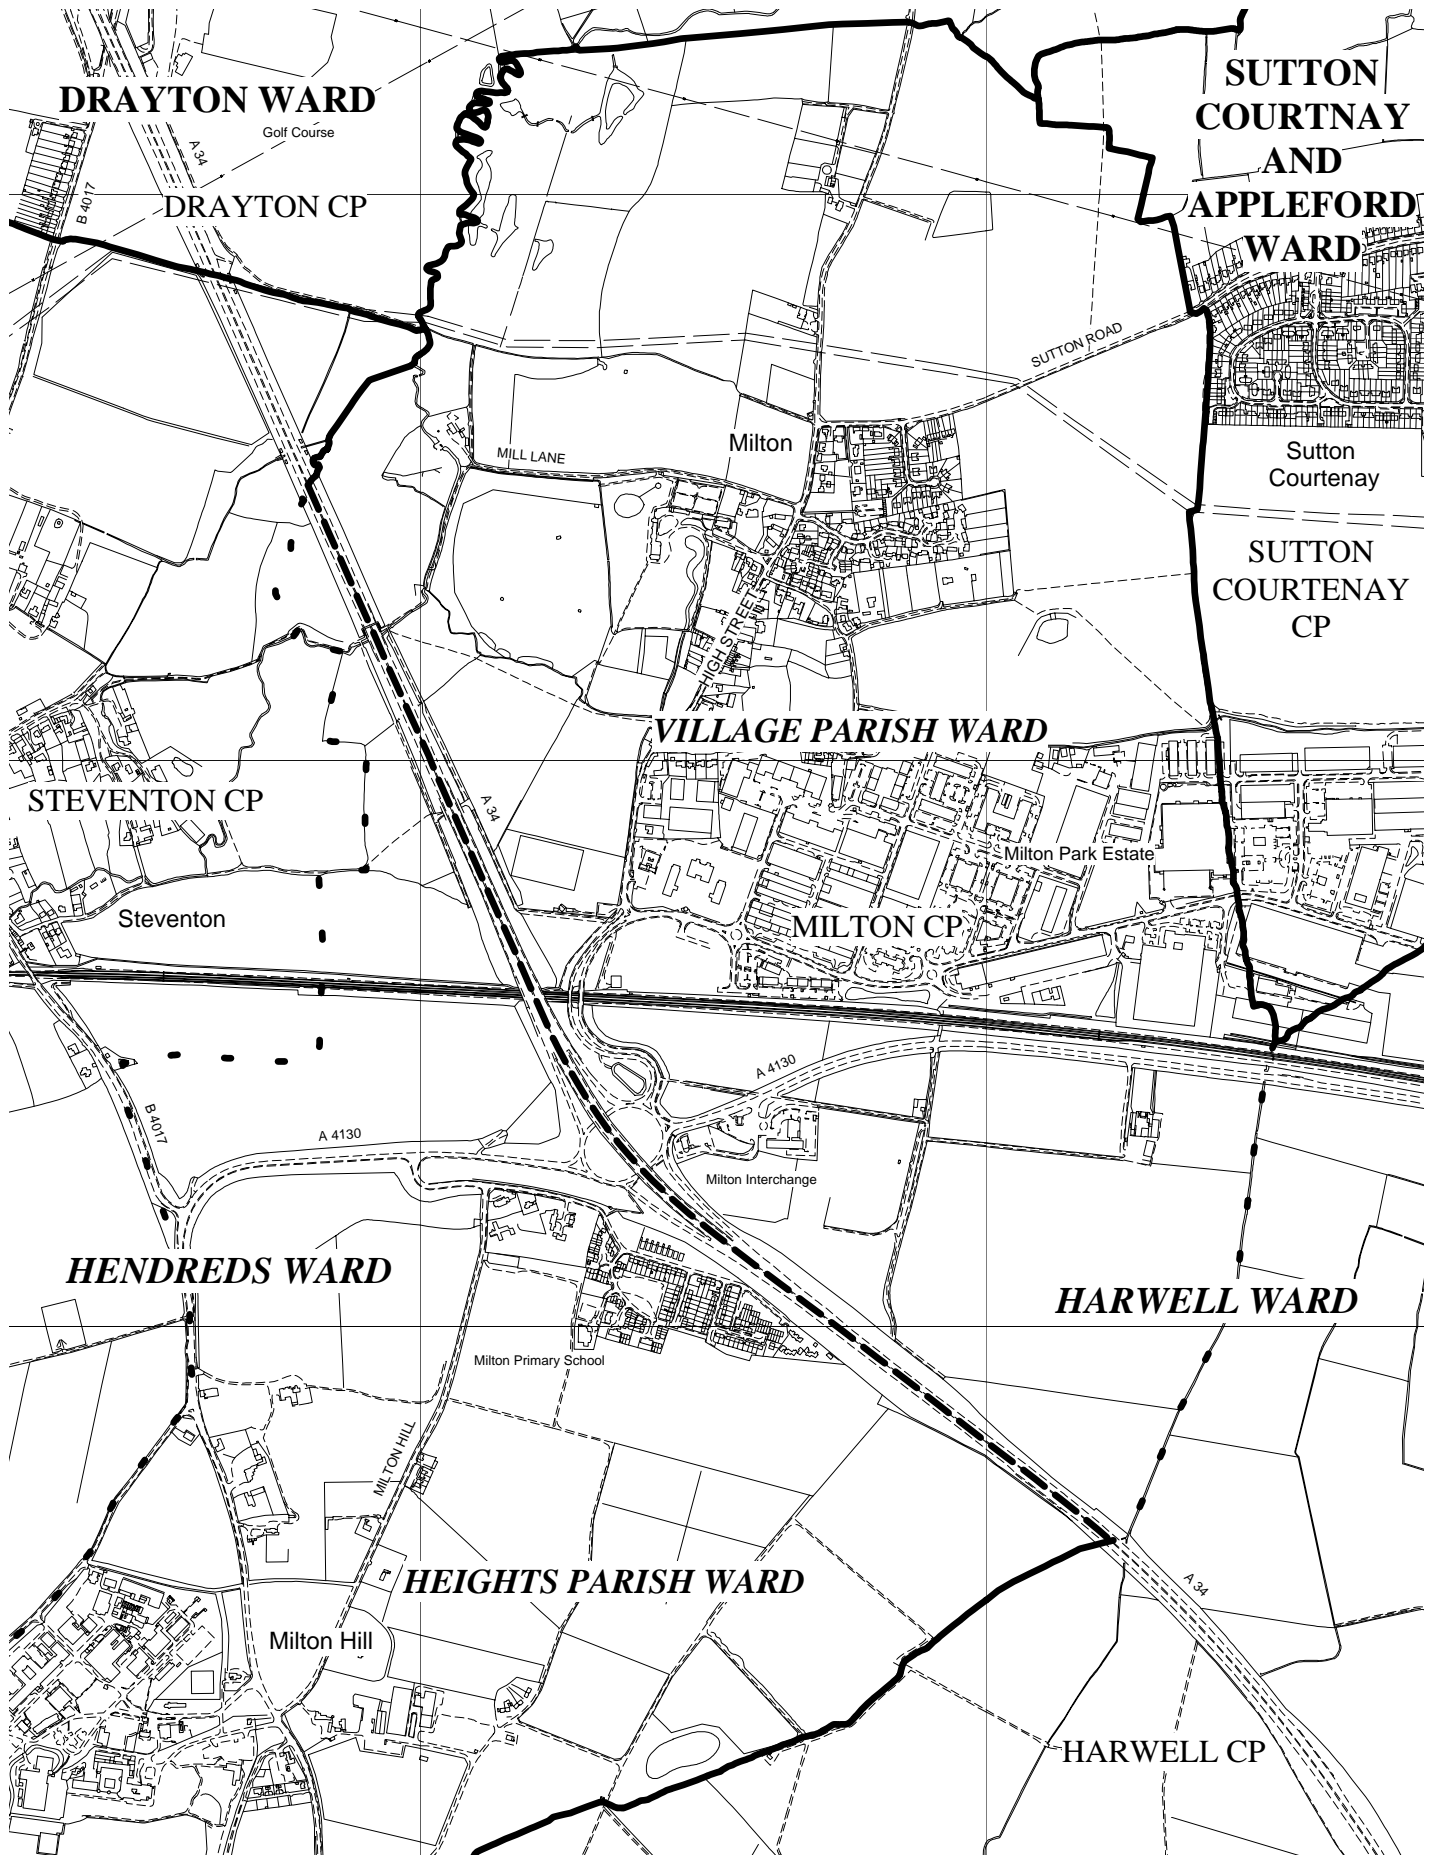 DRAYTON WARD
Golf Course
A 34
B 4017
DRAYTON CP
SUTTON
COURTNAY
AND
APPLEFORD
WARD
SUTTON ROAD
Milton
MILL LANE
Sutton
Courtenay
SUTTON
COURTENAY
CP
HIGH STREET
VILLAGE PARISH WARD
STEVENTON CP
A 34
Milton Park Estate
Steventon
MILTON CP
A 4130
B 4017
A 4130
Milton Interchange
HENDREDS WARD
HARWELL WARD
Milton Primary School
MILTON HILL
HEIGHTS PARISH WARD
A 34
Milton Hill
HARWELL CP